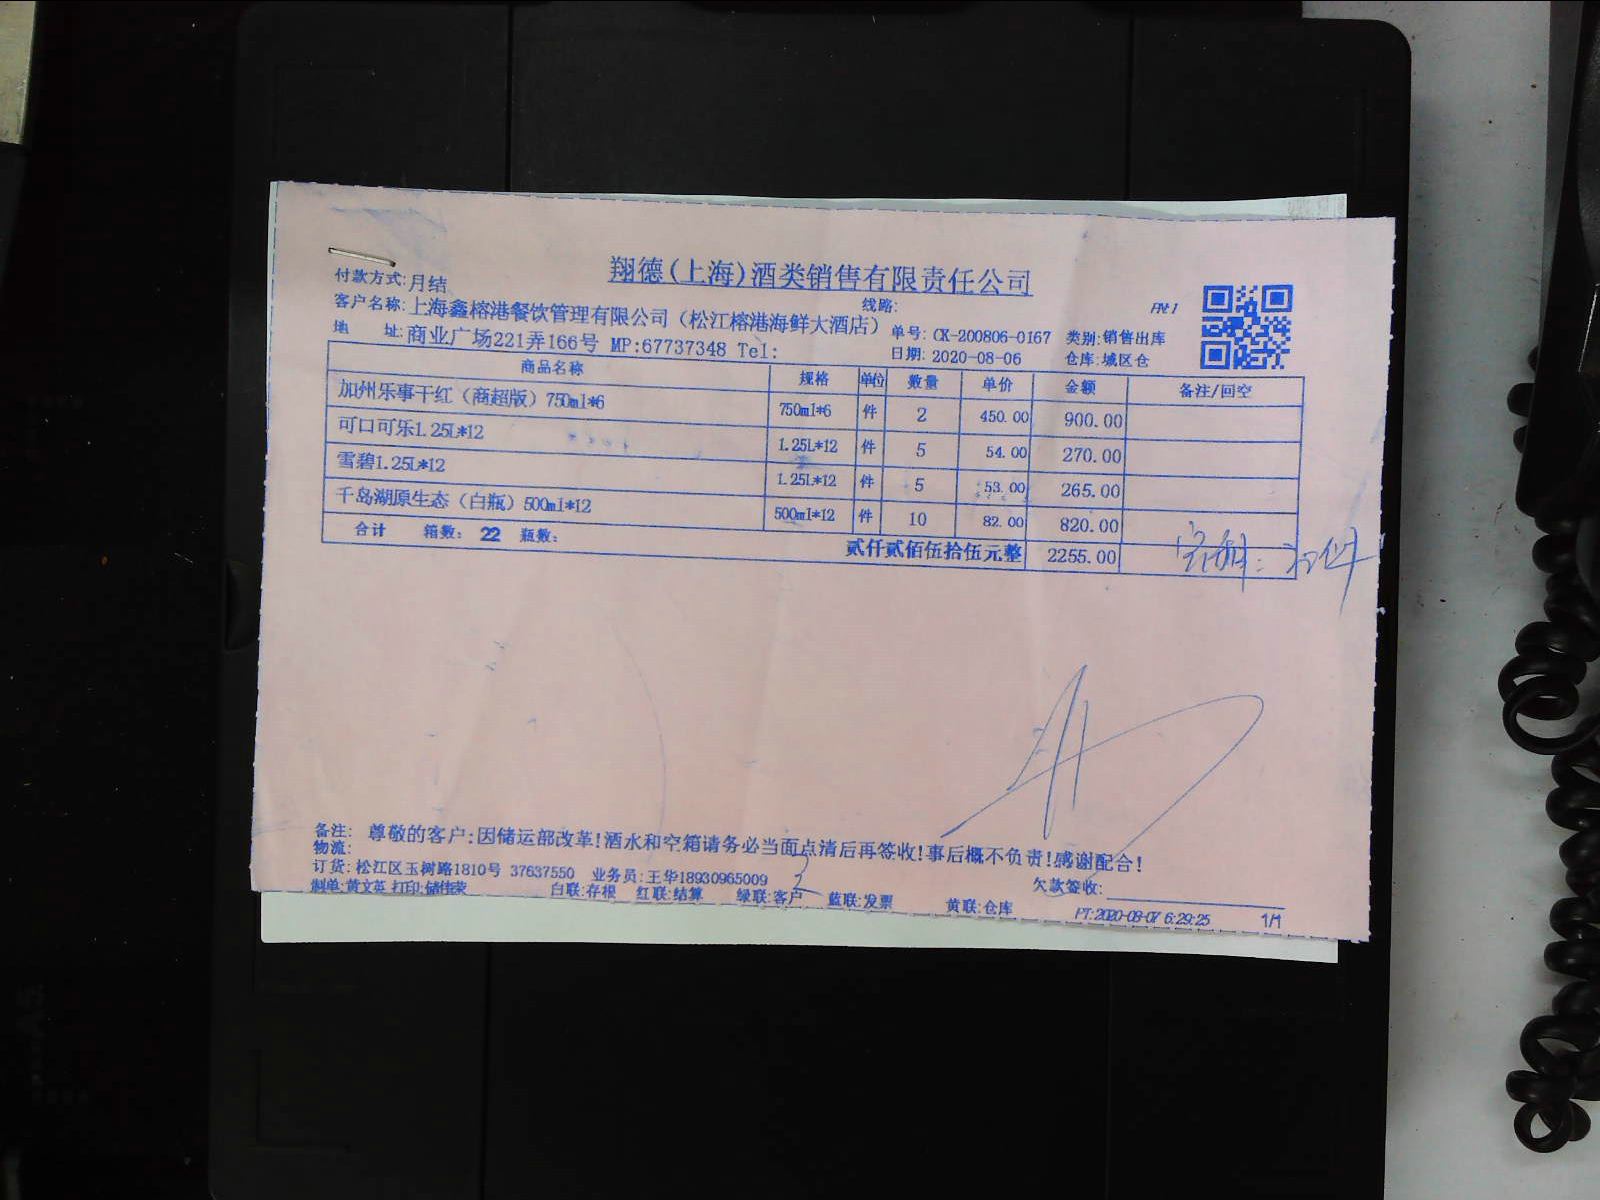 翔德(上海)酒类销售有限责任公司
付款方式:月结
线路:
客户名称:上海鑫榕港餐饮管理有限公司（松江榕港海鲜大酒店）
单号: CK-200806-0167 类别:销售出库
地 址:商业广场221弄166号 MP:67737348 Tel:
日期: 2020-08-06 仓库:城区仓
商品名称 规格 单位 数量 单价 金额 备注/回空
加州乐事干红（商超版）750ml*6 750ml*6 件 2 450.00 900.00
可口可乐1.25L*12 1.25L*12 件 5 54.00 270.00
雪碧1.25L*12 1.25L*12 件 5 53.00 265.00
千岛湖原生态（白瓶）500ml*12 500ml*12 件 10 82.00 820.00
合计 箱数: 22 瓶数: 贰仟贰佰伍拾伍元整 2255.00
备注: 尊敬的客户:因储运部改革!酒水和空箱请务必当面点清后再签收!事后概不负责!感谢配合!
物流:
订货:松江区玉树路1810号 37637550 业务员:王华18930965009
欠款签收:
制单:黄文英 打印:储桂荣 白联:存根 红联:结算 绿联:客户 蓝联:发票 黄联:仓库 PT:2020-08-07 6:29:25 1/1